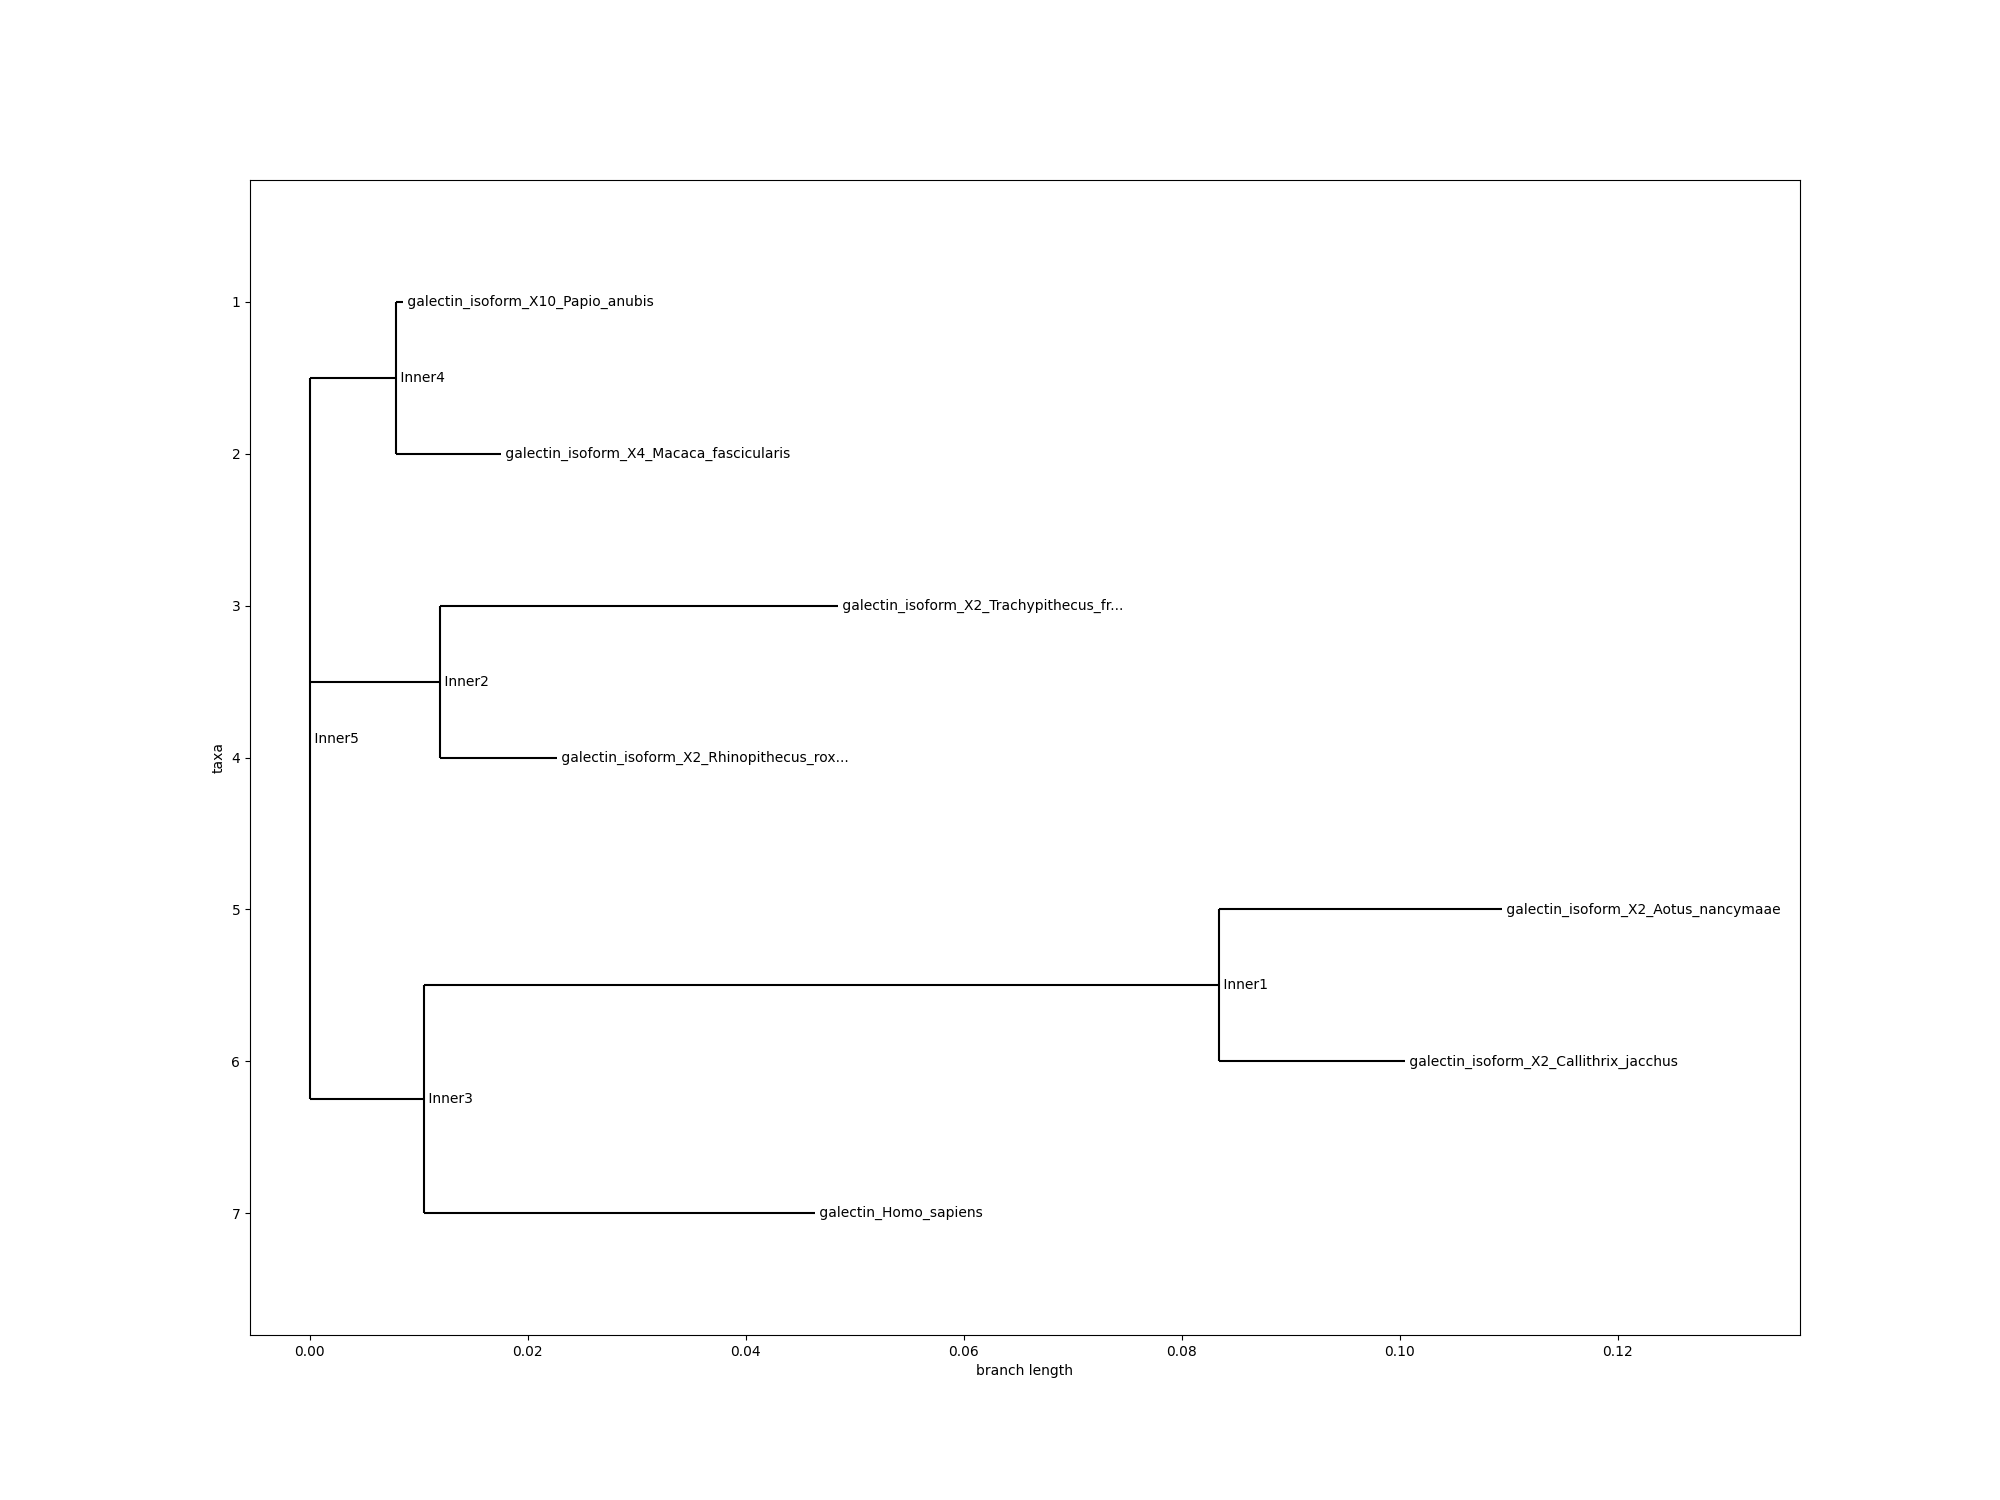 1
galectin_isoform_X10_Papio_anubis
Inner4
2
galectin_isoform_X4_Macaca_fascicularis
3
galectin_isoform_X2_Trachypithecus_fr...
Inner2
Inner5
taxa
4
galectin_isoform_X2_Rhinopithecus_rox...
5
galectin_isoform_X2_Aotus_nancymaae
Inner1
6
galectin_isoform_X2_Callithrix_jacchus
Inner3
7
galectin_Homo_sapiens
0.00 0.02 0.04 0.06 0.08 0.10 0.12
branch length